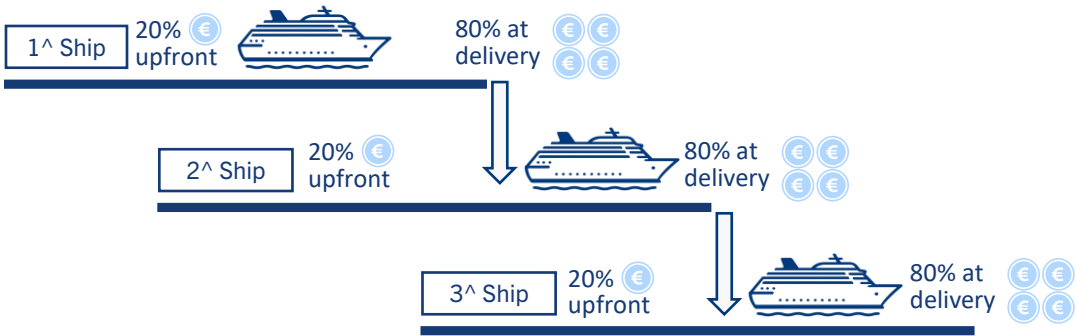 1^ Ship
20% €
upfront
80% at
delivery
€ €
€ €
2^ Ship
20% €
upfront
80% at
delivery
€ €
€ €
3^ Ship
20% €
upfront
80% at
delivery
€ €
€ €